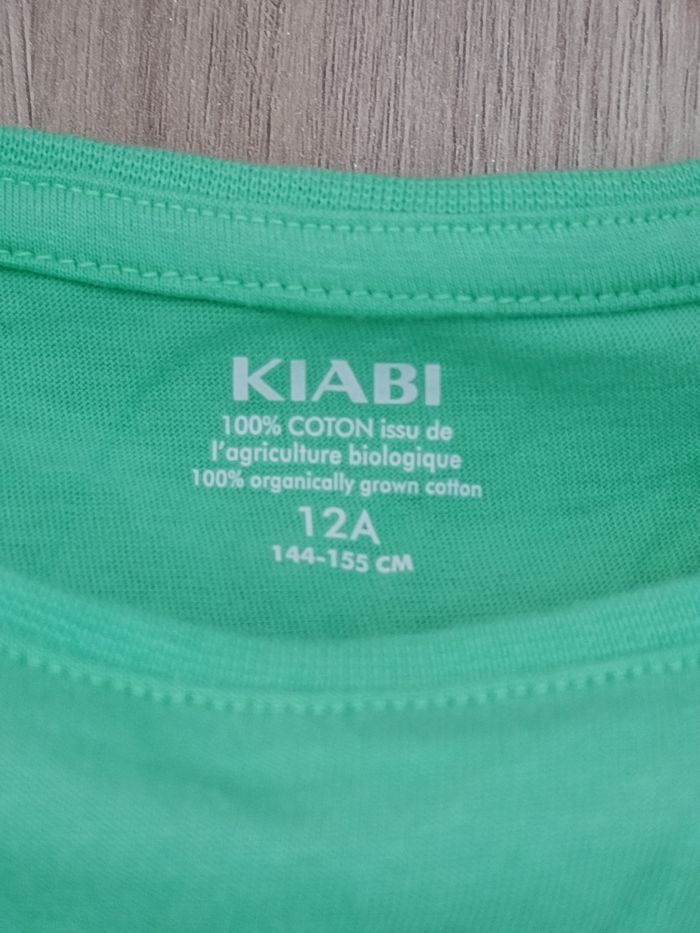 KIABI
100% COTON issu de
l'agriculture biologique
100% organically grown cotton
12A
144-155 CM